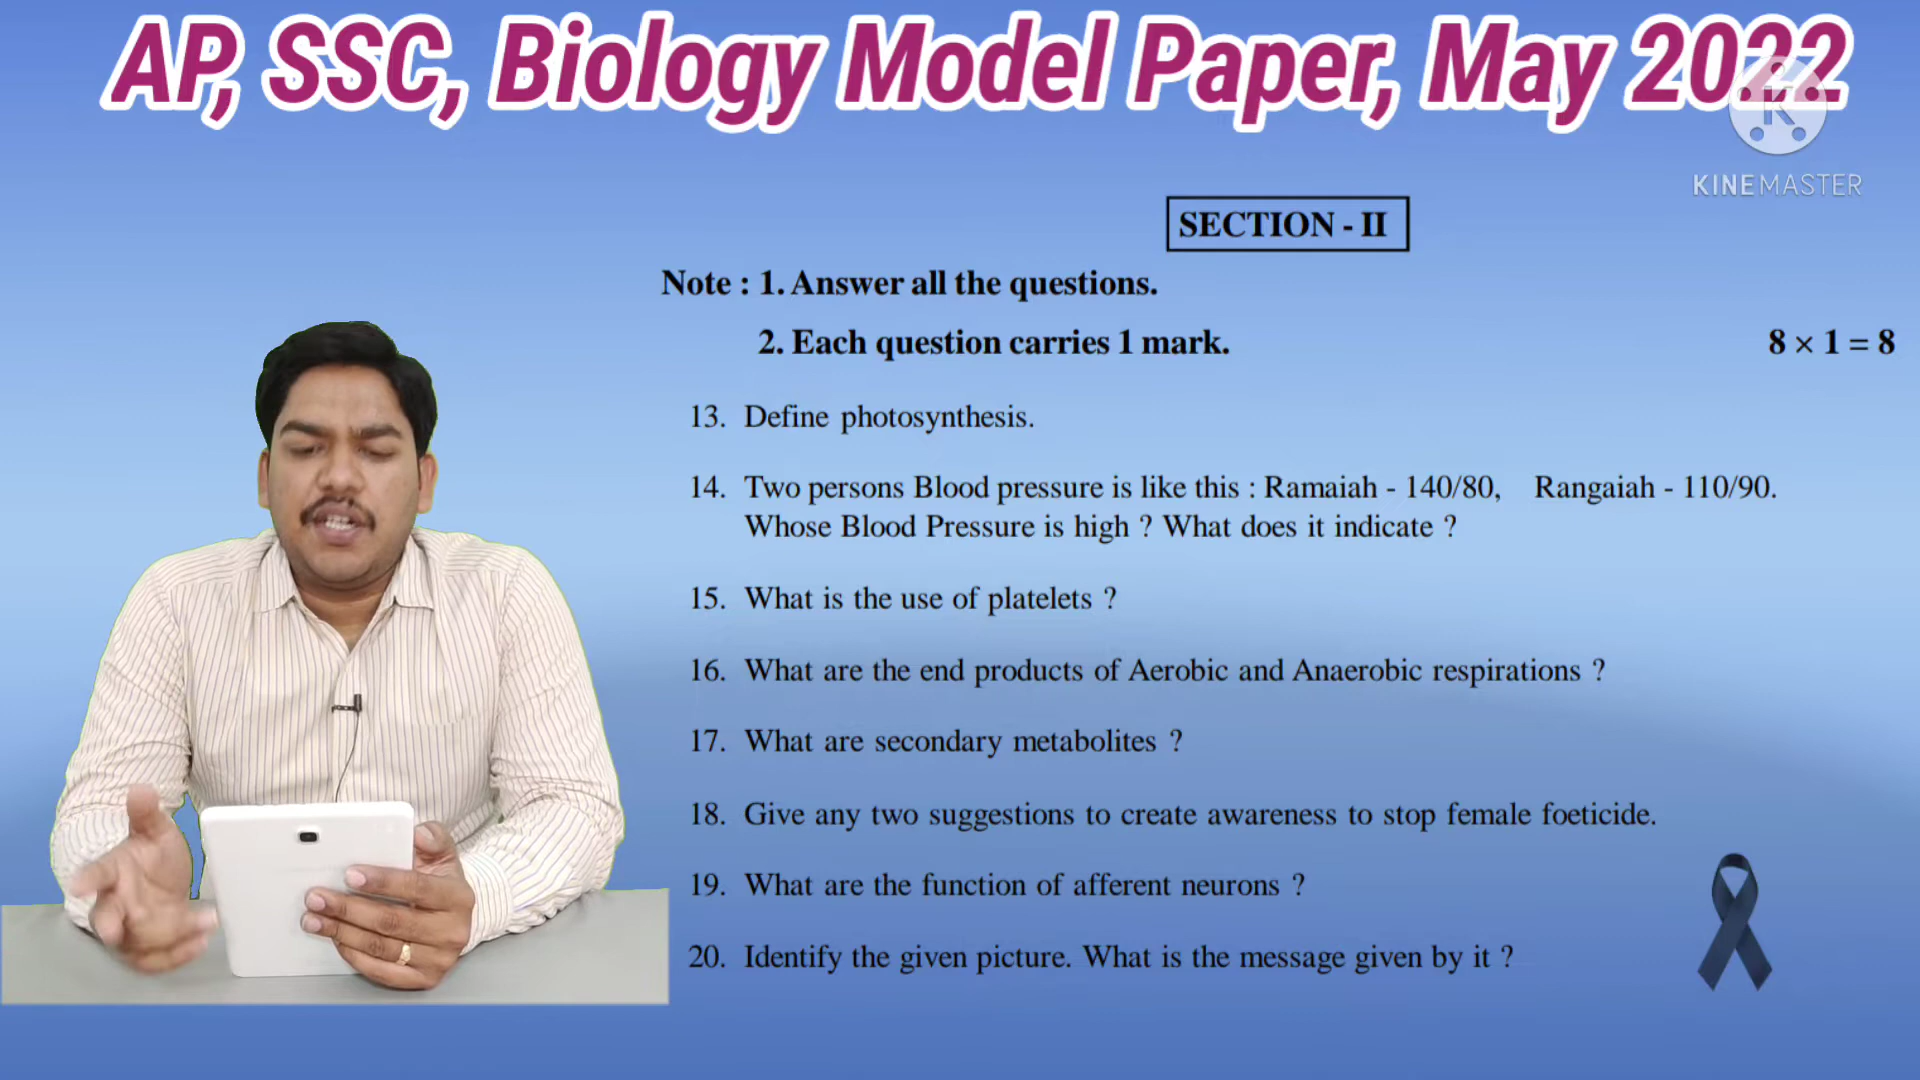 AP, SSC, Biology Model Paper, May 2022
K
KINEMASTER
SECTION - II
Note : 1. Answer all the questions.
2. Each question carries 1 mark.
8 × 1 = 8
13. Define photosynthesis.
14. Two persons Blood pressure is like this : Ramaiah - 140/80, Rangaiah - 110/90.
Whose Blood Pressure is high ? What does it indicate ?
15. What is the use of platelets ?
16. What are the end products of Aerobic and Anaerobic respirations ?
17. What are secondary metabolites ?
18. Give any two suggestions to create awareness to stop female foeticide.
19. What are the function of afferent neurons ?
20. Identify the given picture. What is the message given by it ?